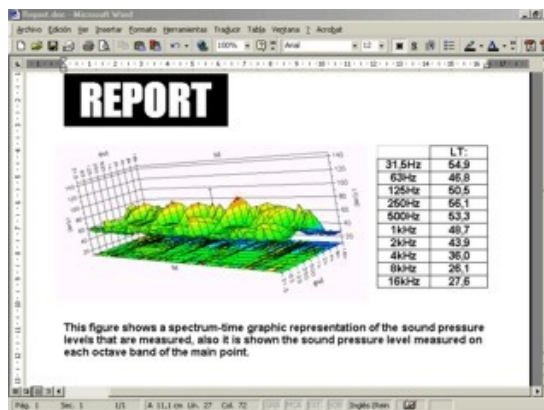 Report.doc - Microsoft Word
Archivo Edición Ver Insertar Formato Herramientas Traducir Tabla Ventana ? Acrobat
100% Arial 12 N S
REPORT
LT:
31,5Hz 54,9
63Hz 46,8
125Hz 50,5
250Hz 56,1
500Hz 53,3
1kHz 48,7
2kHz 43,9
4kHz 36,0
8kHz 26,1
16kHz 27,6
This figure shows a spectrum-time graphic representation of the sound pressure
levels that are measured, also it is shown the sound pressure level measured on
each octave band of the main point.
Pág. 1 Sec. 1 1/1 A 11,1 cm Lín. 27 Col. 72 Inglés (Rein